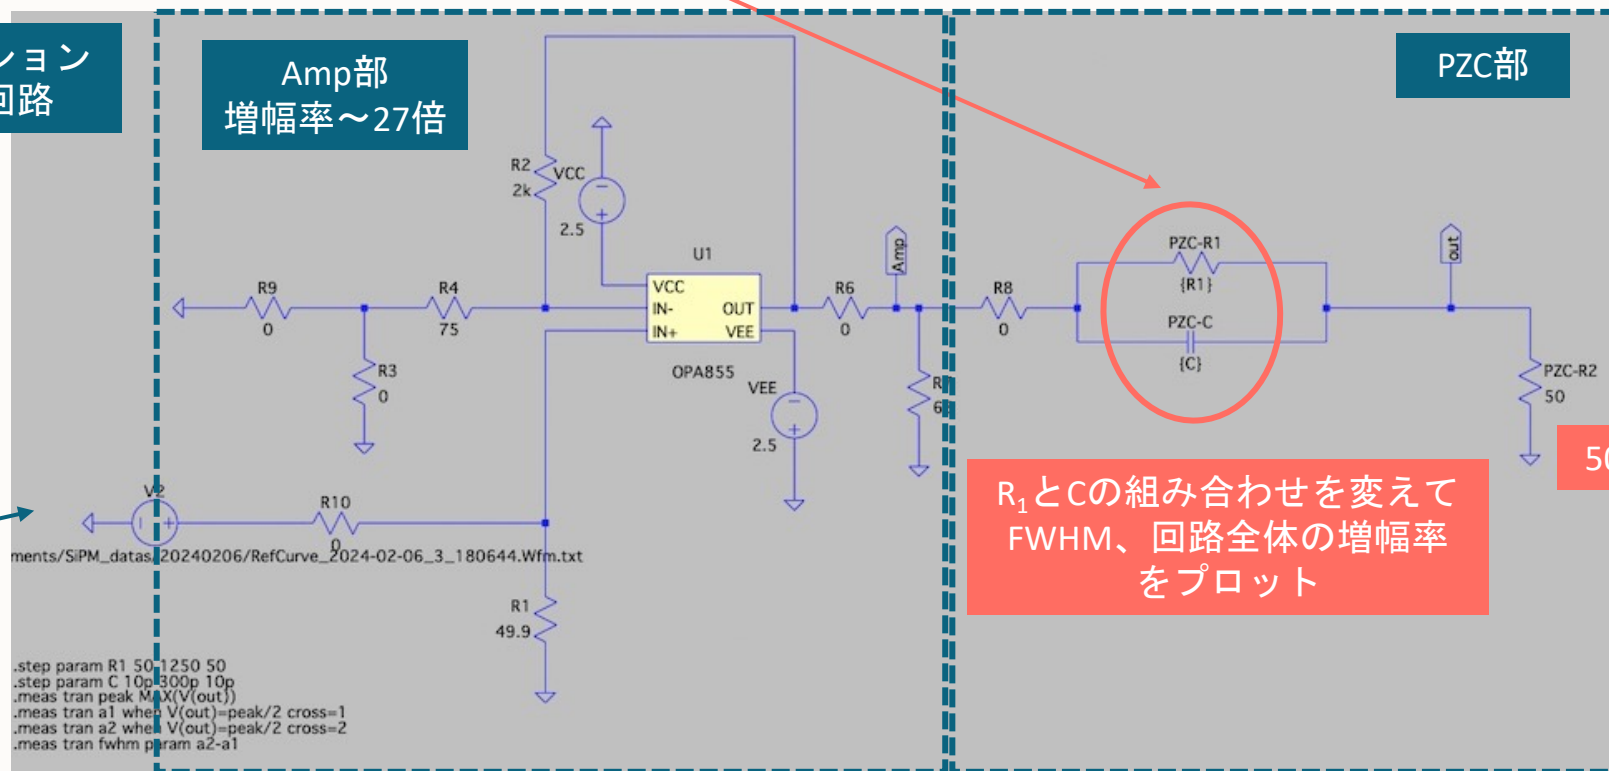 ション
回路
Amp部
増幅率～27倍
PZC部
R2
2k
VCC
2.5
U1
VCC
IN-
IN+
OUT
VEE
OPA855
R9
0
R4
75
R3
0
R6
0
Amp
R8
0
PZC-R1
{R1}
PZC-C
{C}
out
PZC-R2
50
VEE
2.5
50
V2
R10
0
ments/SiPM_datas/20240206/RefCurve_2024-02-06_3_180644.Wfm.txt
R1
49.9
R1とCの組み合わせを変えて
FWHM、回路全体の増幅率
をプロット
.step param R1 50 1250 50
.step param C 10p 300p 10p
.meas tran peak MAX(V(out))
.meas tran a1 when V(out)=peak/2 cross=1
.meas tran a2 when V(out)=peak/2 cross=2
.meas tran fwhm param a2-a1